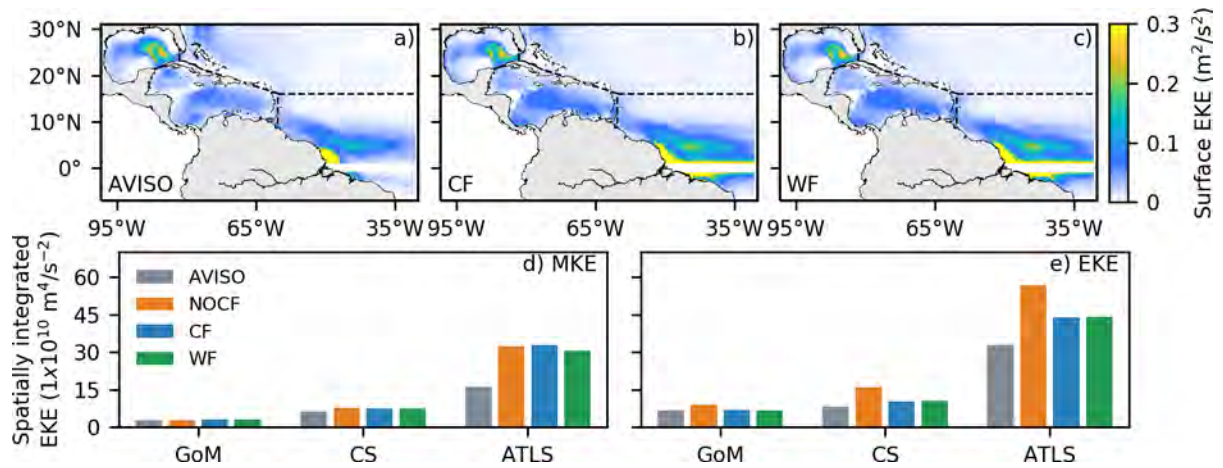 30°N
20°N
10°N
0°
a)
AVISO
b)
CF
c)
WF
0.3
0.2
0.1
0
Surface EKE (m²/s²)
95°W 65°W 35°W
95°W 65°W 35°W
95°W 65°W 35°W
Spatially integrated
EKE (1x10¹⁰ m⁴/s⁻²)
60
45
30
15
0
d) MKE
AVISO
NOCF
CF
WF
GoM CS ATLS
e) EKE
GoM CS ATLS